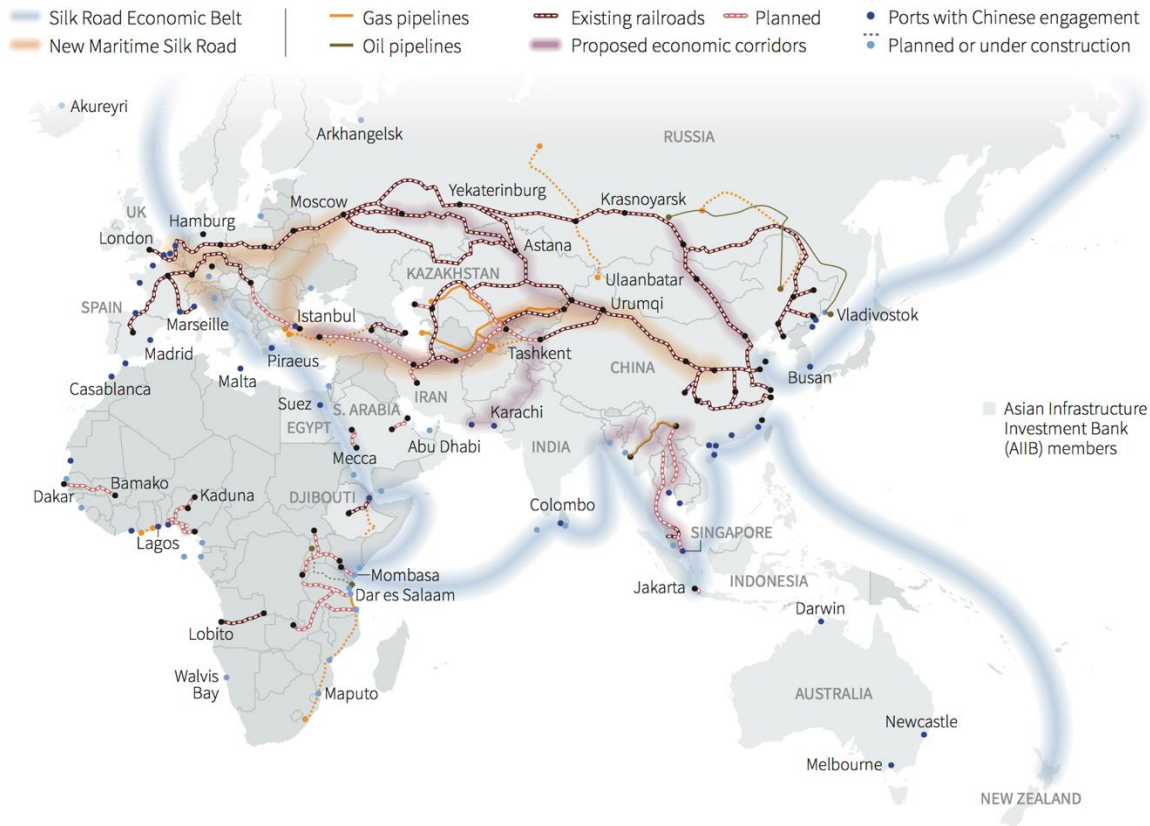 Silk Road Economic Belt
New Maritime Silk Road
Gas pipelines
Oil pipelines
Existing railroads
Planned
Proposed economic corridors
Ports with Chinese engagement
Planned or under construction
Akureyri
Arkhangelsk
RUSSIA
Yekaterinburg
Krasnoyarsk
Moscow
UK
Hamburg
London
Astana
KAZAKHSTAN
Ulaanbatar
Urumqi
SPAIN
Istanbul
Vladivostok
Marseille
Madrid
Piraeus
Tashkent
CHINA
Busan
Casablanca
Malta
IRAN
Suez
S. ARABIA
Karachi
EGYPT
Abu Dhabi
INDIA
Asian Infrastructure
Investment Bank
(AIIB) members
Mecca
Bamako
Kaduna
Dakar
DJIBOUTI
Colombo
Lagos
SINGAPORE
Mombasa
INDONESIA
Dar es Salaam
Jakarta
Darwin
Lobito
Walvis
Bay
Maputo
AUSTRALIA
Newcastle
Melbourne
NEW ZEALAND